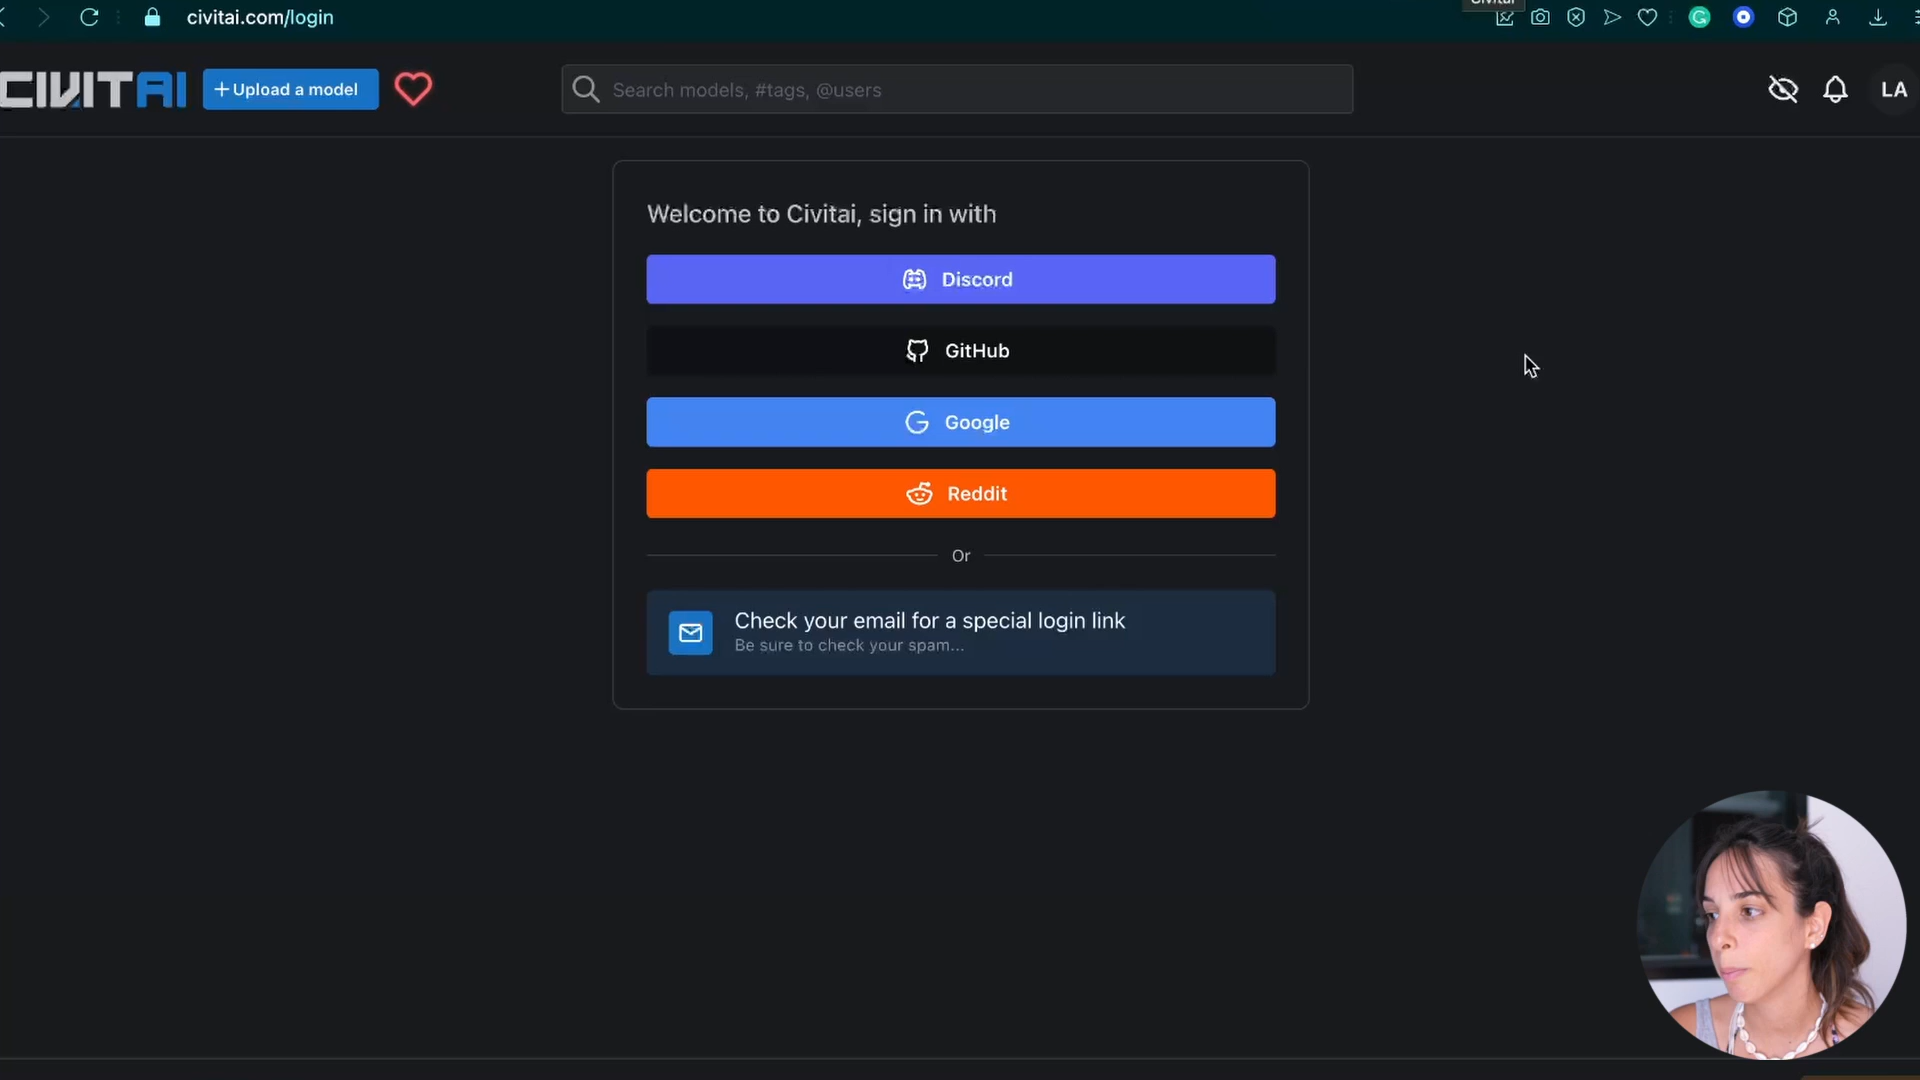 civitai.com/login
CIVITAI
+ Upload a model
Search models, #tags, @users
LA
Welcome to Civitai, sign in with
Discord
GitHub
Google
Reddit
Or
Check your email for a special login link
Be sure to check your spam...